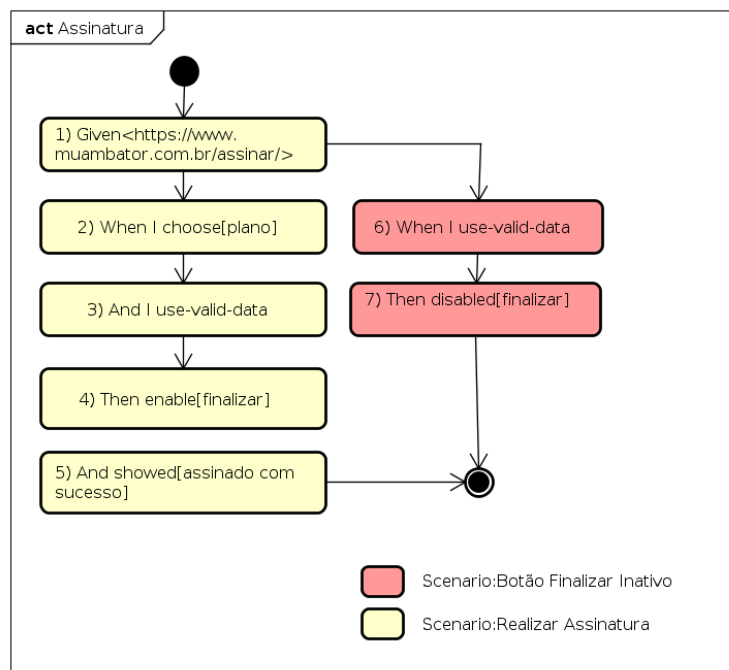 act Assinatura
1) Given<https://www.
muambator.com.br/assinar/>
2) When I choose[plano]
3) And I use-valid-data
4) Then enable[finalizar]
5) And showed[assinado com
sucesso]
6) When I use-valid-data
7) Then disabled[finalizar]
Scenario:Botão Finalizar Inativo
Scenario:Realizar Assinatura